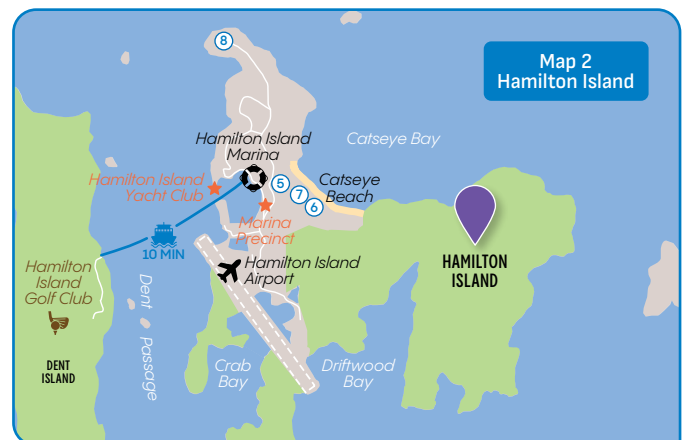 Map 2
Hamilton Island
8
Hamilton Island
Marina
Catseye Bay
Hamilton Island
Yacht Club
5
7
6
Catseye
Beach
Marina
Precinct
10 MIN
Hamilton Island
Airport
HAMILTON
ISLAND
Hamilton
Island
Golf Club
Dent
Passage
DENT
ISLAND
Crab
Bay
Driftwood
Bay